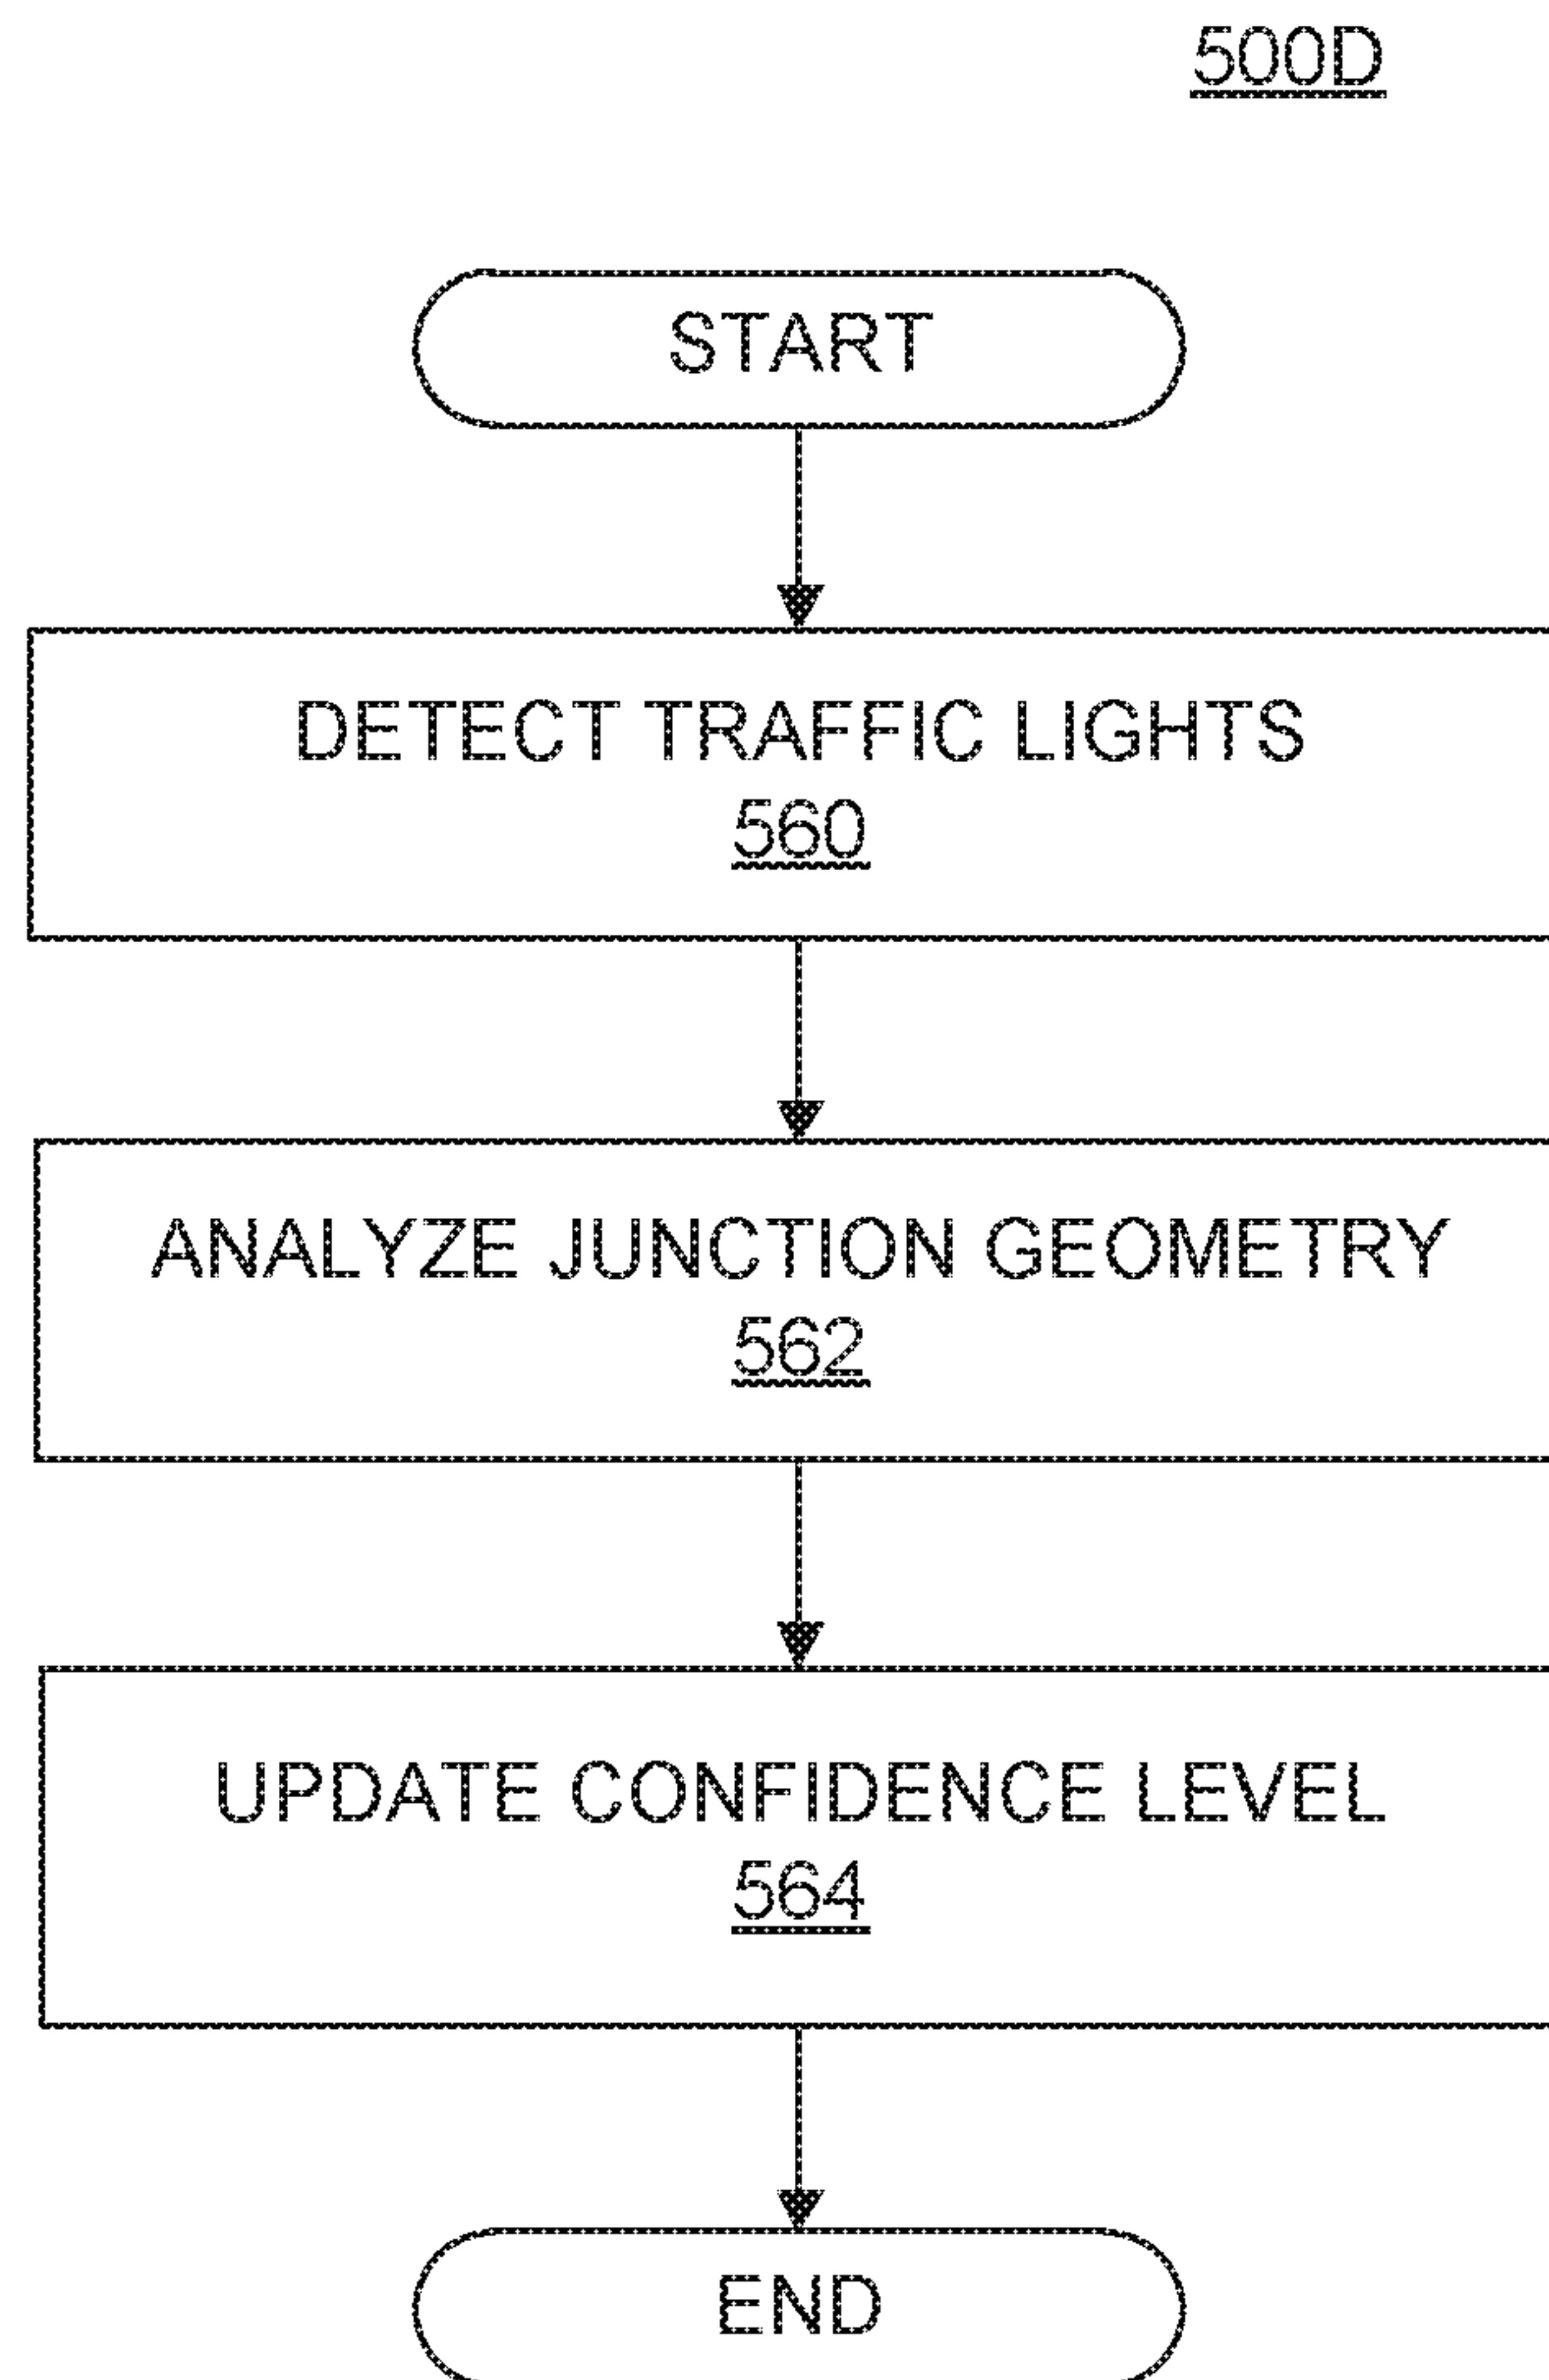 500D
START
DETECT TRAFFIC LIGHTS
560
ANALYZE JUNCTION GEOMETRY
562
UPDATE CONFIDENCE LEVEL
564
END